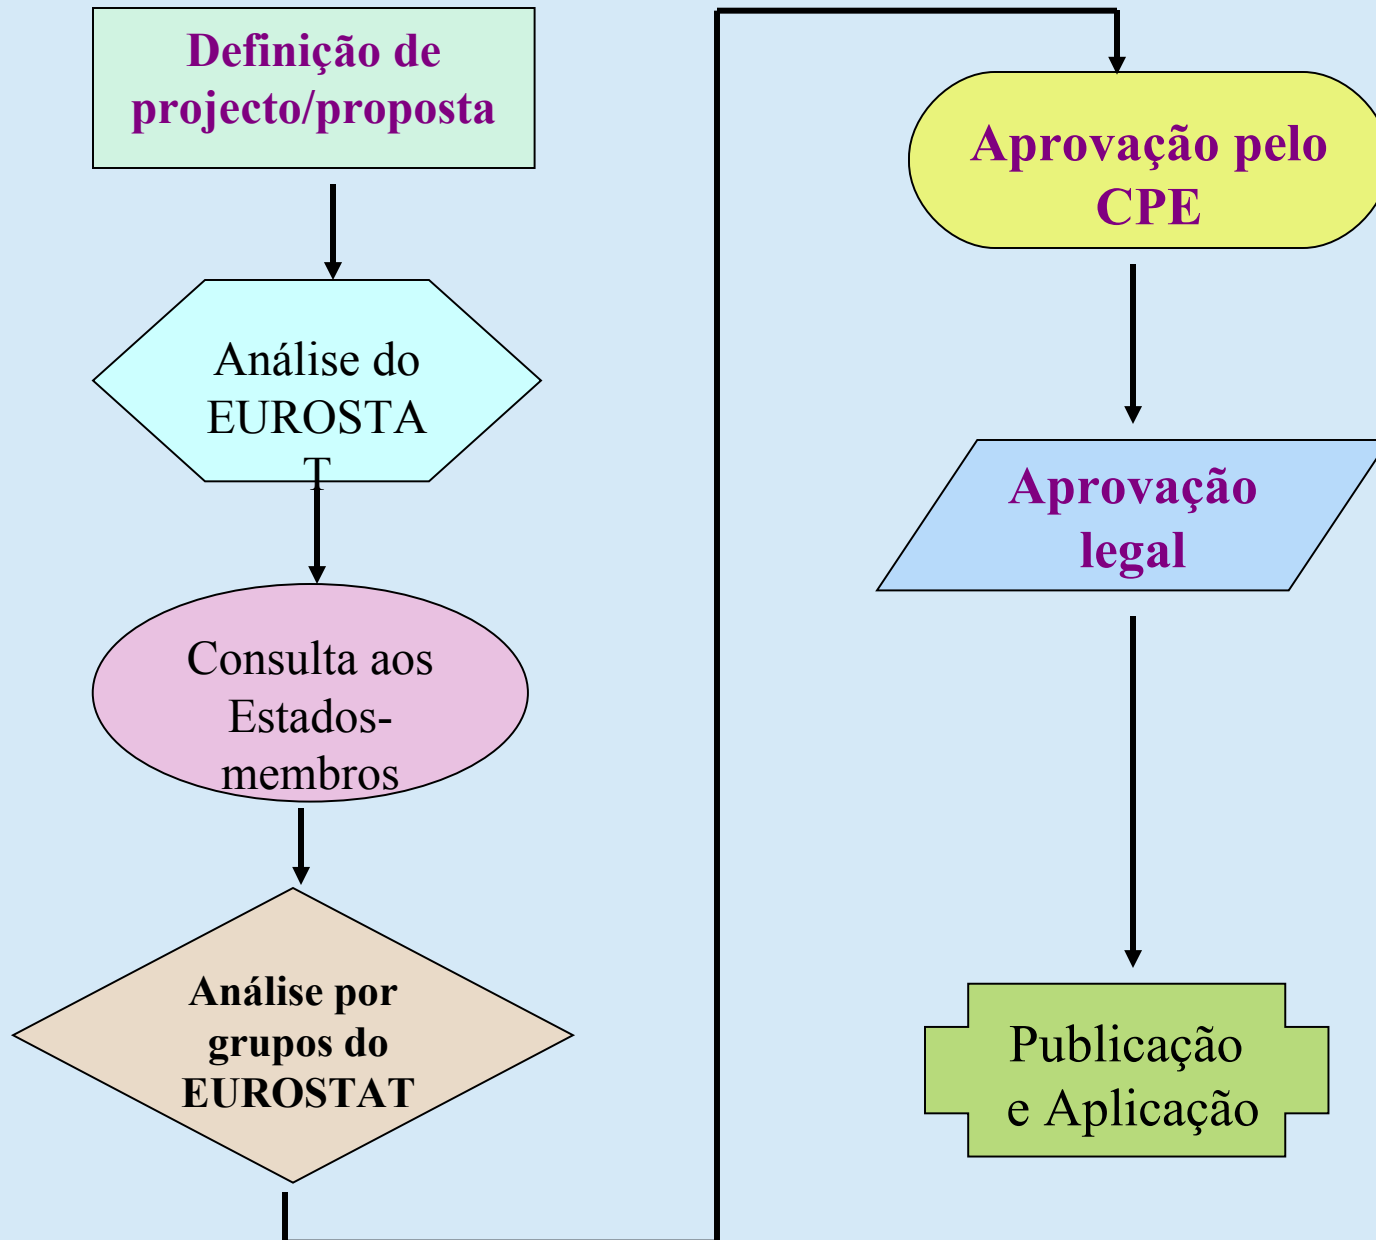 Definição de
projecto/proposta
Análise do
EUROSTA
T
Consulta aos
Estados-
membros
Análise por
grupos do
EUROSTAT
Aprovação pelo
CPE
Aprovação
legal
Publicação
e Aplicação